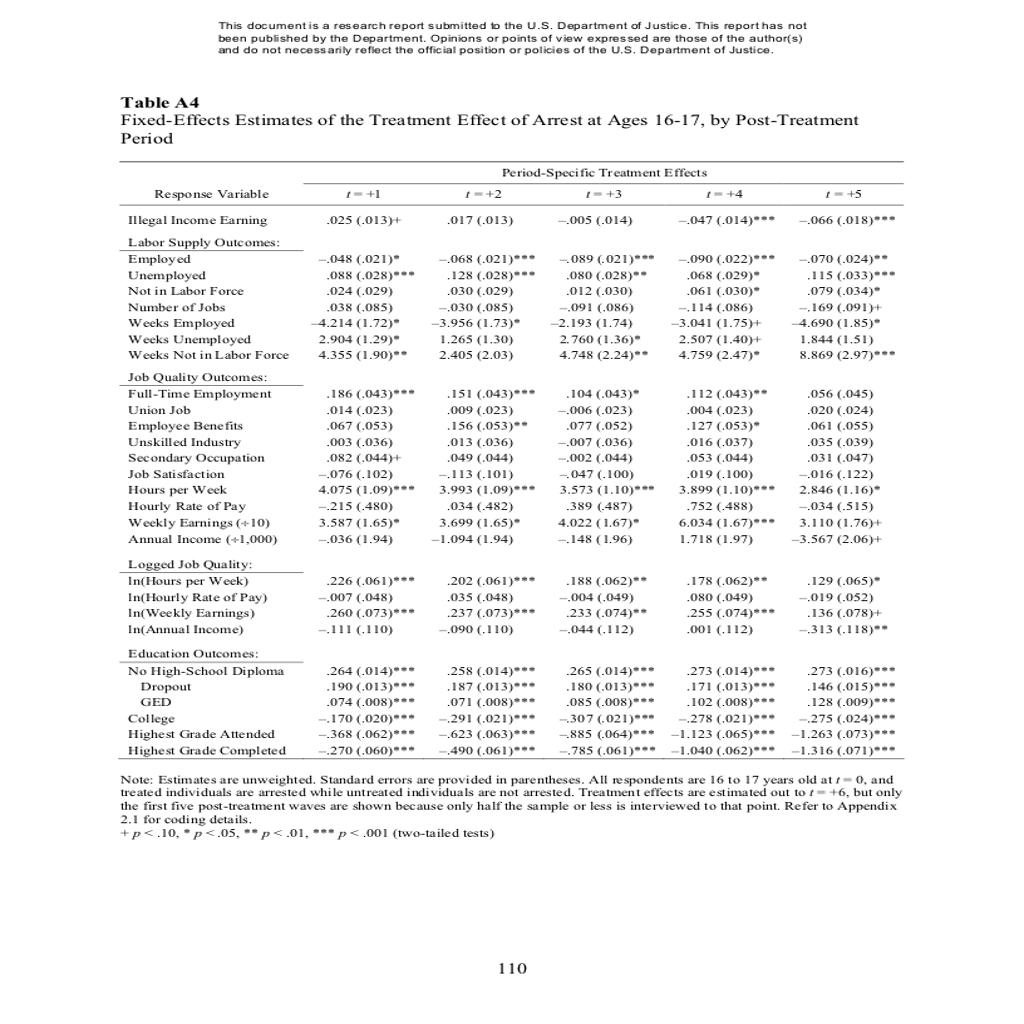 This document is a research report submitted to the U.S. Department of Justice. This report has not
been published by the Department. Opinions or points of view expressed are those of the author(s)
and do not necessarily reflect the official position or policies of the U.S. Department of Justice.
Table A4
Fixed-Effects Estimates of the Treatment Effect of Arrest at Ages 16-17, by Post-Treatment
Period
Period-Specific Treatment Effects
Response Variable t = +1 t = +2 t = +3 t = +4 t = +5
Illegal Income Earning .025 (.013)+ .017 (.013) –.005 (.014) –.047 (.014)*** –.066 (.018)***
Labor Supply Outcomes:
Employed –.048 (.021)* –.068 (.021)*** –.089 (.021)*** –.090 (.022)*** –.070 (.024)**
Unemployed .088 (.028)*** .128 (.028)*** .080 (.028)** .068 (.029)* .115 (.033)***
Not in Labor Force .024 (.029) .030 (.029) .012 (.030) .061 (.030)* .079 (.034)*
Number of Jobs .038 (.085) –.030 (.085) –.091 (.086) –.114 (.086) –.169 (.091)+
Weeks Employed –4.214 (1.72)* –3.956 (1.73)* –2.193 (1.74) –3.041 (1.75)+ –4.690 (1.85)*
Weeks Unemployed 2.904 (1.29)* 1.265 (1.30) 2.760 (1.36)* 2.507 (1.40)+ 1.844 (1.51)
Weeks Not in Labor Force 4.355 (1.90)** 2.405 (2.03) 4.748 (2.24)** 4.759 (2.47)* 8.869 (2.97)***
Job Quality Outcomes:
Full-Time Employment .186 (.043)*** .151 (.043)*** .104 (.043)* .112 (.043)** .056 (.045)
Union Job .014 (.023) .009 (.023) –.006 (.023) .004 (.023) .020 (.024)
Employee Benefits .067 (.053) .156 (.053)** .077 (.052) .127 (.053)* .061 (.055)
Unskilled Industry .003 (.036) .013 (.036) –.007 (.036) .016 (.037) .035 (.039)
Secondary Occupation .082 (.044)+ .049 (.044) –.002 (.044) .053 (.044) .031 (.047)
Job Satisfaction –.076 (.102) –.113 (.101) –.047 (.100) .019 (.100) –.016 (.122)
Hours per Week 4.075 (1.09)*** 3.993 (1.09)*** 3.573 (1.10)*** 3.899 (1.10)*** 2.846 (1.16)*
Hourly Rate of Pay –.215 (.480) .034 (.482) .389 (.487) .752 (.488) –.034 (.515)
Weekly Earnings (÷10) 3.587 (1.65)* 3.699 (1.65)* 4.022 (1.67)* 6.034 (1.67)*** 3.110 (1.76)+
Annual Income (÷1,000) –.036 (1.94) –1.094 (1.94) –.148 (1.96) 1.718 (1.97) –3.567 (2.06)+
Logged Job Quality:
ln(Hours per Week) .226 (.061)*** .202 (.061)*** .188 (.062)** .178 (.062)** .129 (.065)*
ln(Hourly Rate of Pay) –.007 (.048) .035 (.048) –.004 (.049) .080 (.049) –.019 (.052)
ln(Weekly Earnings) .260 (.073)*** .237 (.073)*** .233 (.074)** .255 (.074)*** .136 (.078)+
ln(Annual Income) –.111 (.110) –.090 (.110) –.044 (.112) .001 (.112) –.313 (.118)**
Education Outcomes:
No High-School Diploma .264 (.014)*** .258 (.014)*** .265 (.014)*** .273 (.014)*** .273 (.016)***
Dropout .190 (.013)*** .187 (.013)*** .180 (.013)*** .171 (.013)*** .146 (.015)***
GED .074 (.008)*** .071 (.008)*** .085 (.008)*** .102 (.008)*** .128 (.009)***
College –.170 (.020)*** –.291 (.021)*** –.307 (.021)*** –.278 (.021)*** –.275 (.024)***
Highest Grade Attended –.368 (.062)*** –.623 (.063)*** –.885 (.064)*** –1.123 (.065)*** –1.263 (.073)***
Highest Grade Completed –.270 (.060)*** –.490 (.061)*** –.785 (.061)*** –1.040 (.062)*** –1.316 (.071)***
Note: Estimates are unweighted. Standard errors are provided in parentheses. All respondents are 16 to 17 years old at t = 0, and
treated individuals are arrested while untreated individuals are not arrested. Treatment effects are estimated out to t = +6, but only
the first five post-treatment waves are shown because only half the sample or less is interviewed to that point. Refer to Appendix
2.1 for coding details.
+ p < .10, * p < .05, ** p < .01, *** p < .001 (two-tailed tests)
110